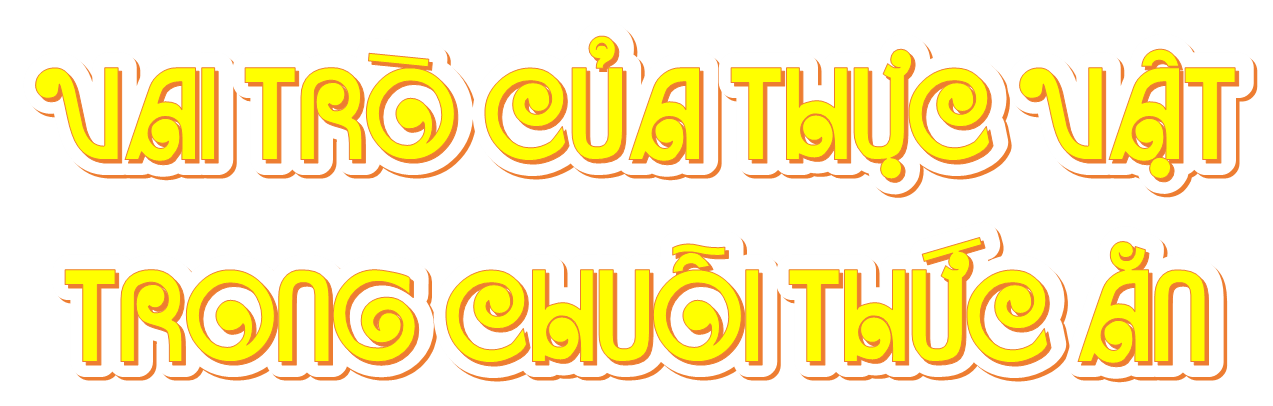 VAI TRÒ CỦA THỰC VẬT
TRONG CHUỖI THỨC ĂN